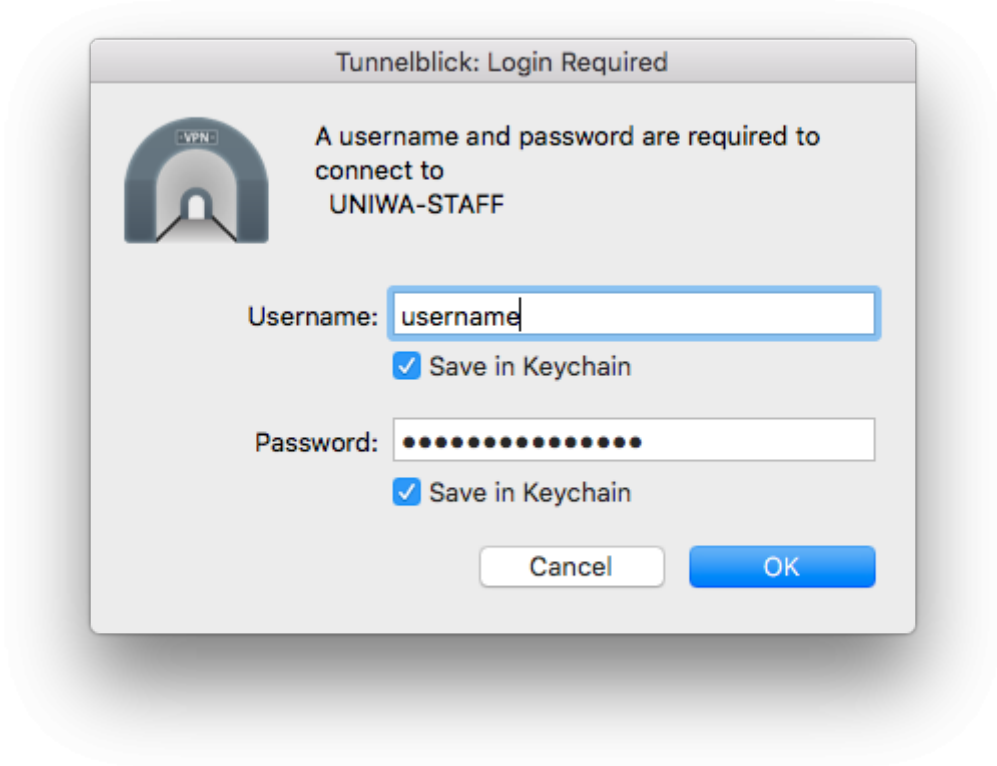 Tunnelblick: Login Required
VPN
A username and password are required to
connect to
UNIWA-STAFF
Username: username
Save in Keychain
Password: •••••••••••••••
Save in Keychain
Cancel OK